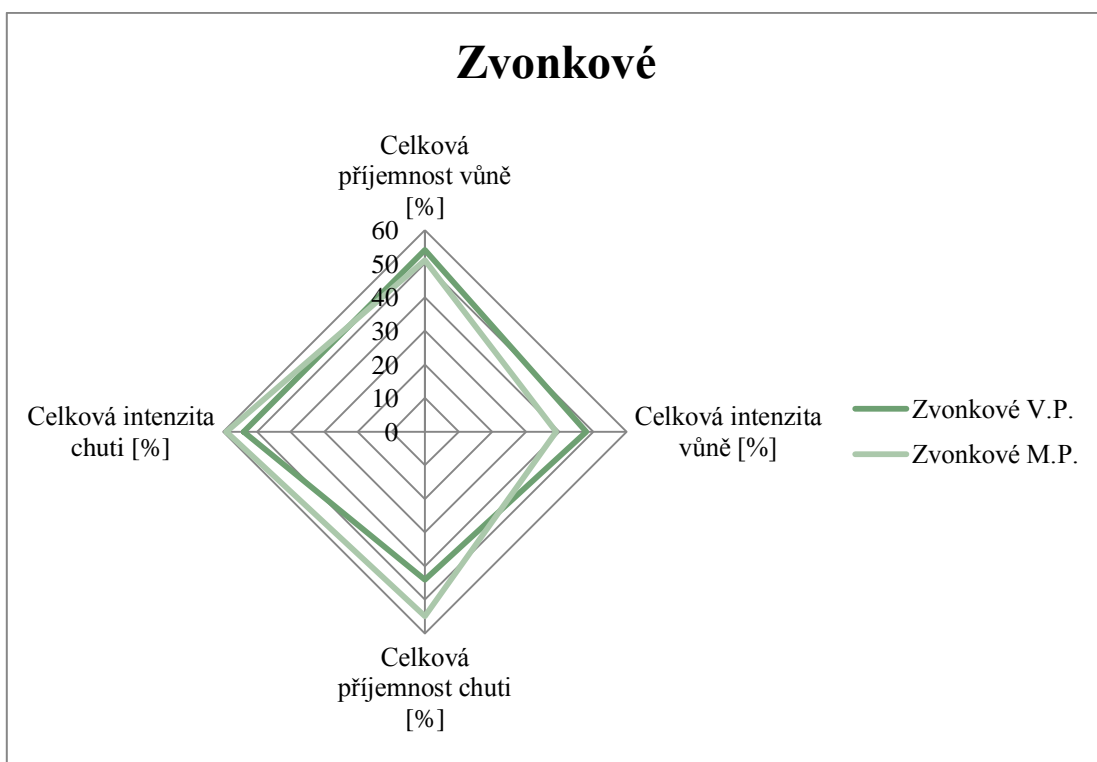 Zvonkové
Celková
příjemnost vůně
[%]
60
50
40
30
20
10
0
Celková intenzita
chuti [%]
Celková intenzita
vůně [%]
Zvonkové V.P.
Zvonkové M.P.
Celková
příjemnost chuti
[%]